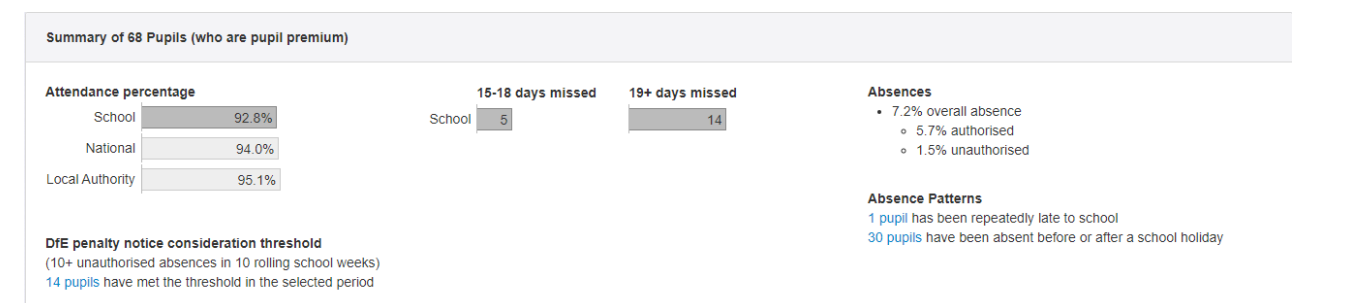 Summary of 68 Pupils (who are pupil premium)
Attendance percentage
School 92.8%
National 94.0%
Local Authority 95.1%
DfE penalty notice consideration threshold
(10+ unauthorised absences in 10 rolling school weeks)
14 pupils have met the threshold in the selected period
15-18 days missed 19+ days missed
School 5 14
Absences
• 7.2% overall absence
◦ 5.7% authorised
◦ 1.5% unauthorised
Absence Patterns
1 pupil has been repeatedly late to school
30 pupils have been absent before or after a school holiday